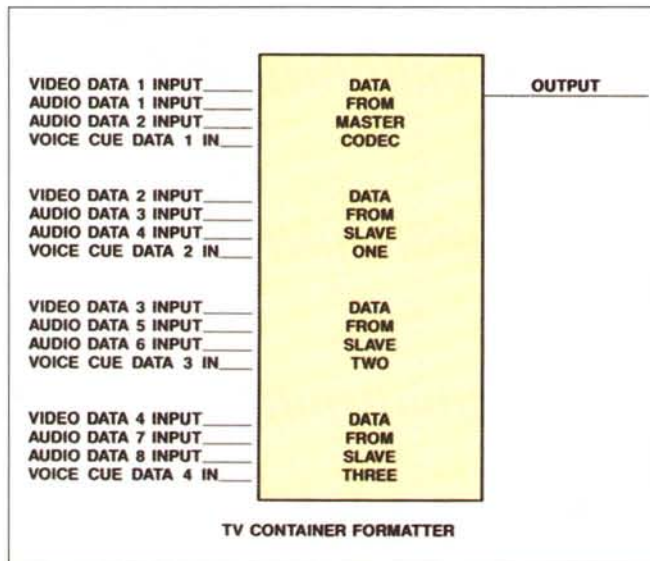 VIDEO DATA 1 INPUT DATA OUTPUT
AUDIO DATA 1 INPUT FROM
AUDIO DATA 2 INPUT MASTER
VOICE CUE DATA 1 IN CODEC
VIDEO DATA 2 INPUT DATA
AUDIO DATA 3 INPUT FROM
AUDIO DATA 4 INPUT SLAVE
VOICE CUE DATA 2 IN ONE
VIDEO DATA 3 INPUT DATA
AUDIO DATA 5 INPUT FROM
AUDIO DATA 6 INPUT SLAVE
VOICE CUE DATA 3 IN TWO
VIDEO DATA 4 INPUT DATA
AUDIO DATA 7 INPUT FROM
AUDIO DATA 8 INPUT SLAVE
VOICE CUE DATA 4 IN THREE
TV CONTAINER FORMATTER